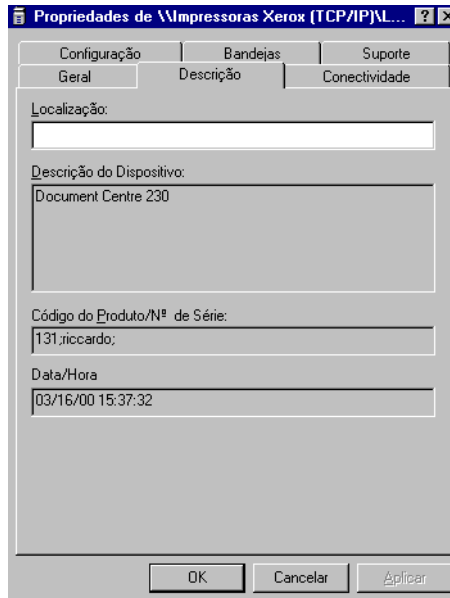 Propriedades de \\Impressoras Xerox (TCP/IP)\L...
Configuração Bandejas Suporte
Geral Descrição Conectividade
Localização:
Descrição do Dispositivo:
Document Centre 230
Código do Produto/Nº de Série:
131;riccardo;
Data/Hora
03/16/00 15:37:32
OK Cancelar Aplicar